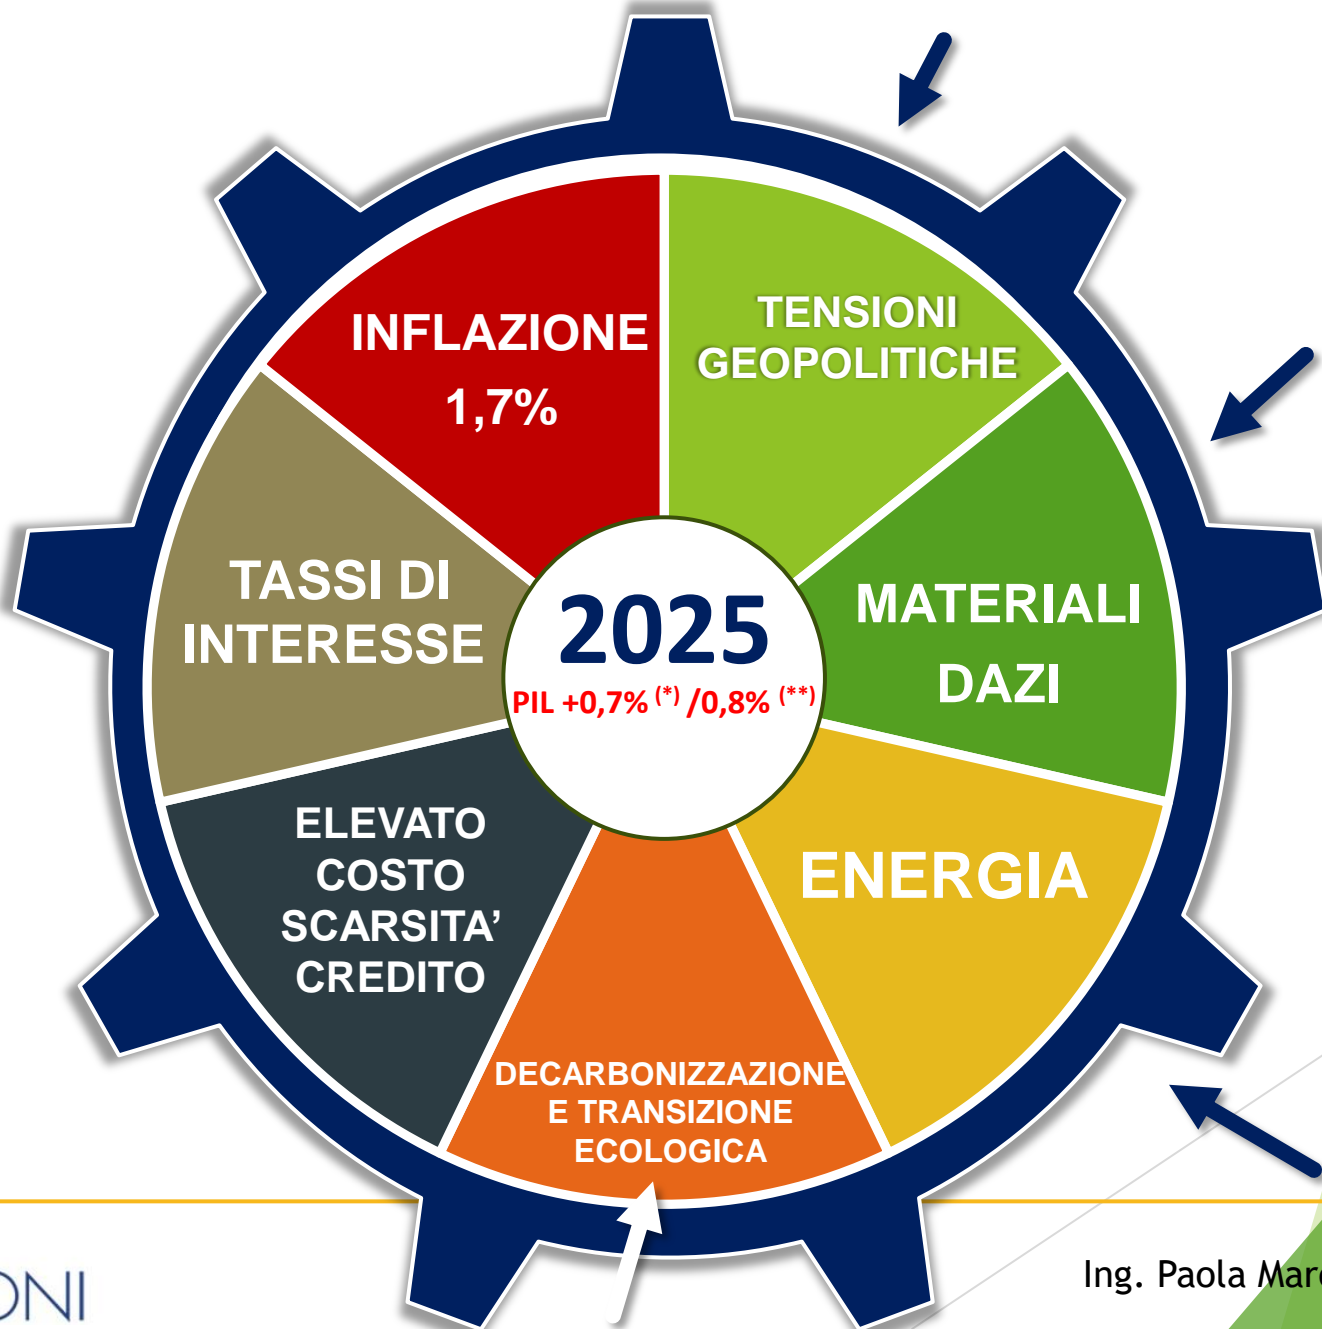 INFLAZIONE
1,7%
TENSIONI
GEOPOLITICHE
TASSI DI
INTERESSE
2025
PIL +0,7% (*) /0,8% (**)
MATERIALI
DAZI
ELEVATO
COSTO
SCARSITA’
CREDITO
ENERGIA
DECARBONIZZAZIONE
E TRANSIZIONE
ECOLOGICA
Ing. Paola